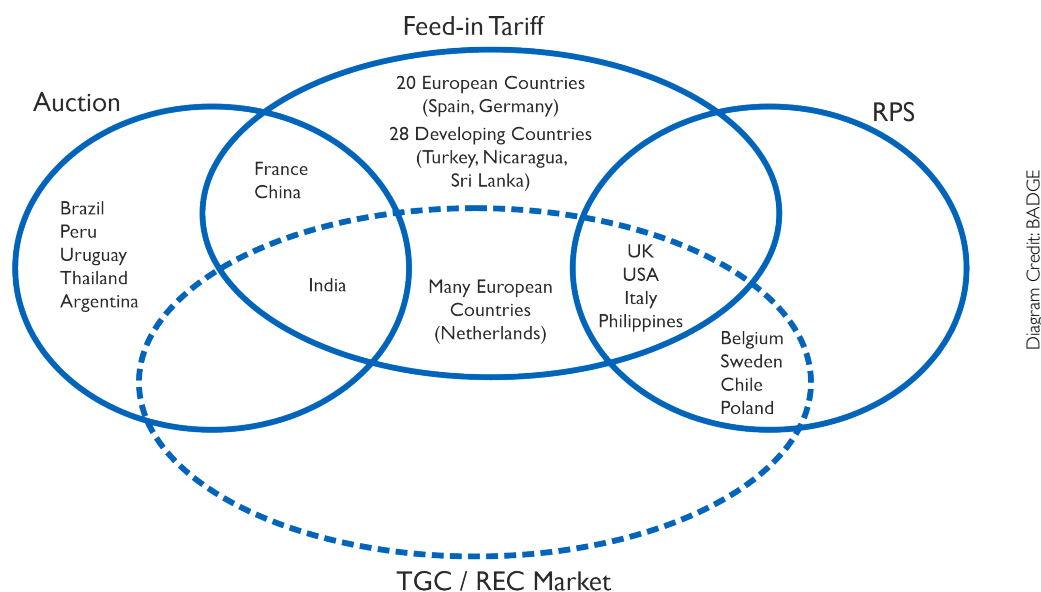 Feed-in Tariff
Auction
RPS
20 European Countries
(Spain, Germany)
28 Developing Countries
(Turkey, Nicaragua,
Sri Lanka)
France
China
Brazil
Peru
Uruguay
Thailand
Argentina
India
Many European
Countries
(Netherlands)
UK
USA
Italy
Philippines
Belgium
Sweden
Chile
Poland
TGC / REC Market
Diagram Credit: BADGE